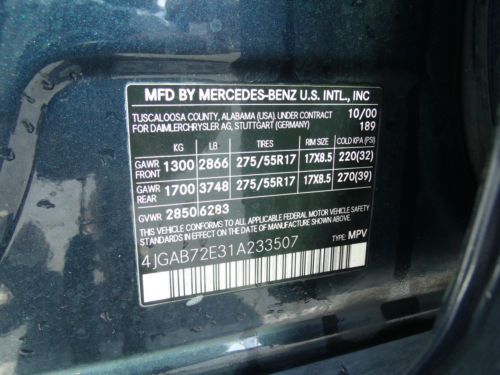 MFD BY MERCEDES-BENZ U.S. INTL., INC
TUSCALOOSA COUNTY, ALABAMA (USA). UNDER CONTRACT 10/00
FOR DAIMLERCHRYSLER AG, STUTTGART (GERMANY) 189
KG LB TIRES RIM SIZE COLD KPA (PSI)
GAWR FRONT 1300 2866 275/55R17 17X8.5 220(32)
GAWR REAR 1700 3748 275/55R17 17X8.5 270(39)
GVWR 2850 6283
THIS VEHICLE CONFORMS TO ALL APPLICABLE FEDERAL MOTOR VEHICLE SAFETY
STANDARDS IN EFFECT ON THE DATE OF MANUFACTURE SHOWN ABOVE.
4JGAB72E31A233507 TYPE: MPV